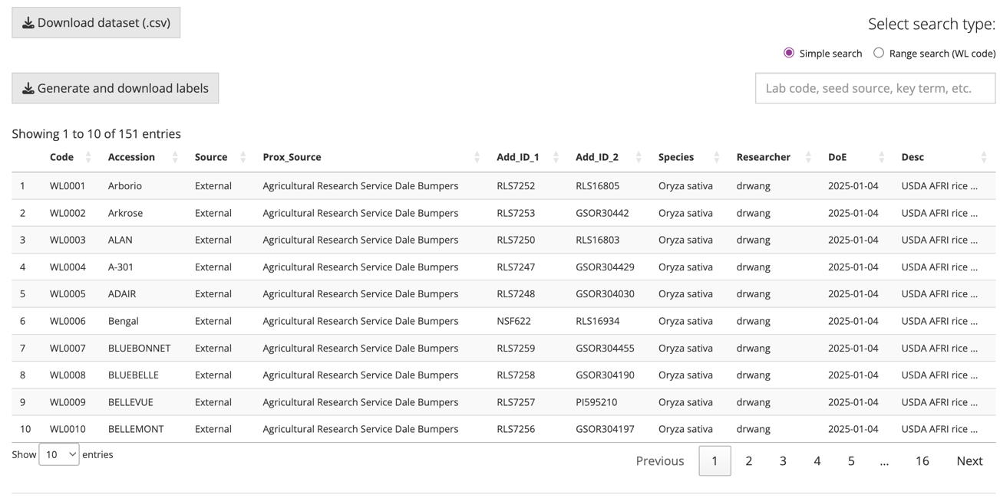 Download dataset (.csv)
Select search type:
Simple search Range search (WL code)
Generate and download labels
Lab code, seed source, key term, etc.
Showing 1 to 10 of 151 entries
Code Accession Source Prox_Source Add_ID_1 Add_ID_2 Species Researcher DoE Desc
1 WL0001 Arborio External Agricultural Research Service Dale Bumpers RLS7252 RLS16805 Oryza sativa drwang 2025-01-04 USDA AFRI rice ...
2 WL0002 Arkrose External Agricultural Research Service Dale Bumpers RLS7253 GSOR30442 Oryza sativa drwang 2025-01-04 USDA AFRI rice ...
3 WL0003 ALAN External Agricultural Research Service Dale Bumpers RLS7250 RLS16803 Oryza sativa drwang 2025-01-04 USDA AFRI rice ...
4 WL0004 A-301 External Agricultural Research Service Dale Bumpers RLS7247 GSOR304429 Oryza sativa drwang 2025-01-04 USDA AFRI rice ...
5 WL0005 ADAIR External Agricultural Research Service Dale Bumpers RLS7248 GSOR304030 Oryza sativa drwang 2025-01-04 USDA AFRI rice ...
6 WL0006 Bengal External Agricultural Research Service Dale Bumpers NSF622 RLS16934 Oryza sativa drwang 2025-01-04 USDA AFRI rice ...
7 WL0007 BLUEBONNET External Agricultural Research Service Dale Bumpers RLS7259 GSOR304455 Oryza sativa drwang 2025-01-04 USDA AFRI rice ...
8 WL0008 BLUEBELLE External Agricultural Research Service Dale Bumpers RLS7258 GSOR304190 Oryza sativa drwang 2025-01-04 USDA AFRI rice ...
9 WL0009 BELLEVUE External Agricultural Research Service Dale Bumpers RLS7257 PI595210 Oryza sativa drwang 2025-01-04 USDA AFRI rice ...
10 WL0010 BELLEMONT External Agricultural Research Service Dale Bumpers RLS7256 GSOR304197 Oryza sativa drwang 2025-01-04 USDA AFRI rice ...
Show 10 entries
Previous 1 2 3 4 5 ... 16 Next